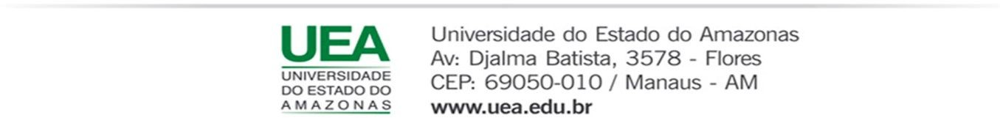 UEA
UNIVERSIDADE
DO ESTADO DO
AMAZONAS
Universidade do Estado do Amazonas
Av: Djalma Batista, 3578 - Flores
CEP: 69050-010 / Manaus - AM
www.uea.edu.br